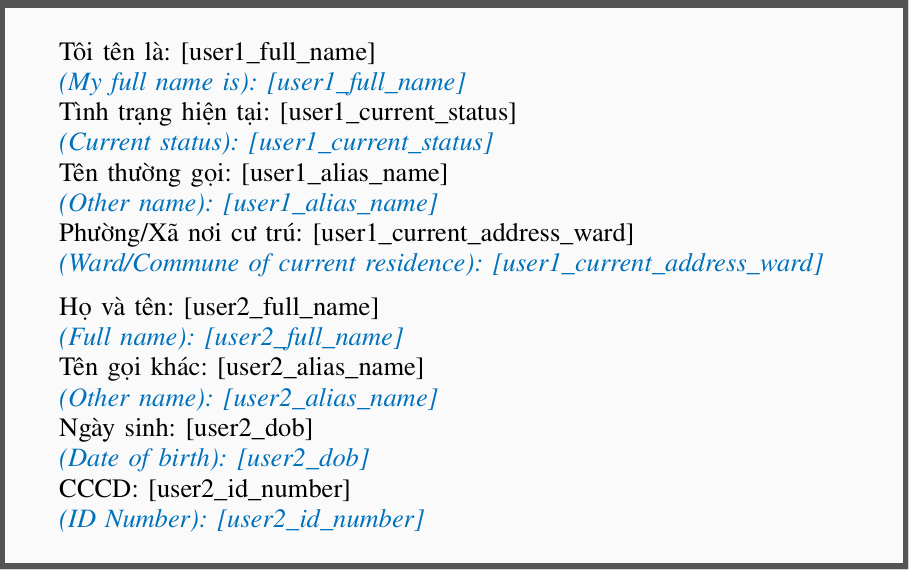 Tôi tên là: [user1_full_name]
(My full name is): [user1_full_name]
Tình trạng hiện tại: [user1_current_status]
(Current status): [user1_current_status]
Tên thường gọi: [user1_alias_name]
(Other name): [user1_alias_name]
Phường/Xã nơi cư trú: [user1_current_address_ward]
(Ward/Commune of current residence): [user1_current_address_ward]
Họ và tên: [user2_full_name]
(Full name): [user2_full_name]
Tên gọi khác: [user2_alias_name]
(Other name): [user2_alias_name]
Ngày sinh: [user2_dob]
(Date of birth): [user2_dob]
CCCD: [user2_id_number]
(ID Number): [user2_id_number]